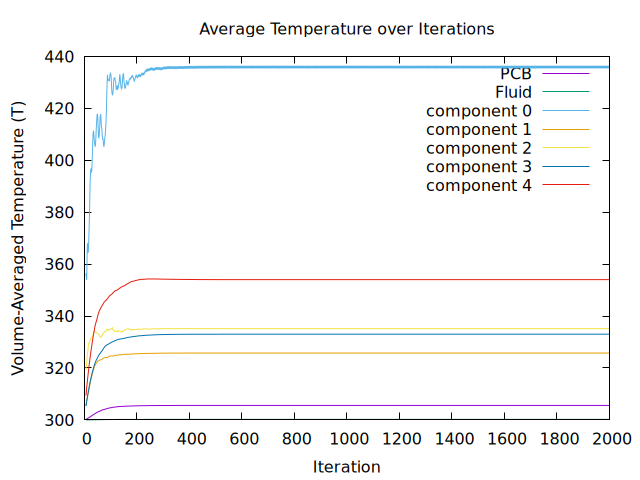 Average Temperature over Iterations
Volume-Averaged Temperature (T)
440
420
400
380
360
340
320
300
PCB
Fluid
component 0
component 1
component 2
component 3
component 4
0 200 400 600 800 1000 1200 1400 1600 1800 2000
Iteration